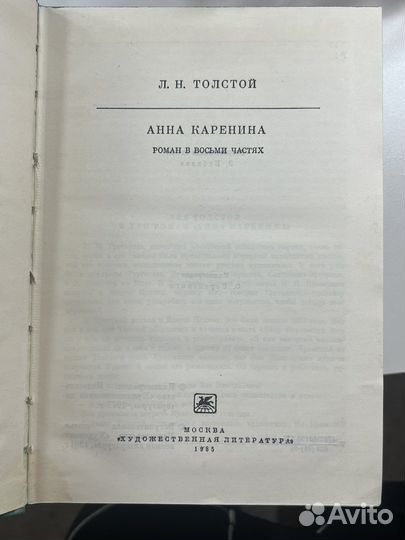 Л. Н. ТОЛСТОЙ
АННА КАРЕНИНА
РОМАН В ВОСЬМИ ЧАСТЯХ
МОСКВА
«ХУДОЖЕСТВЕННАЯ ЛИТЕРАТУРА»
1985
Avito